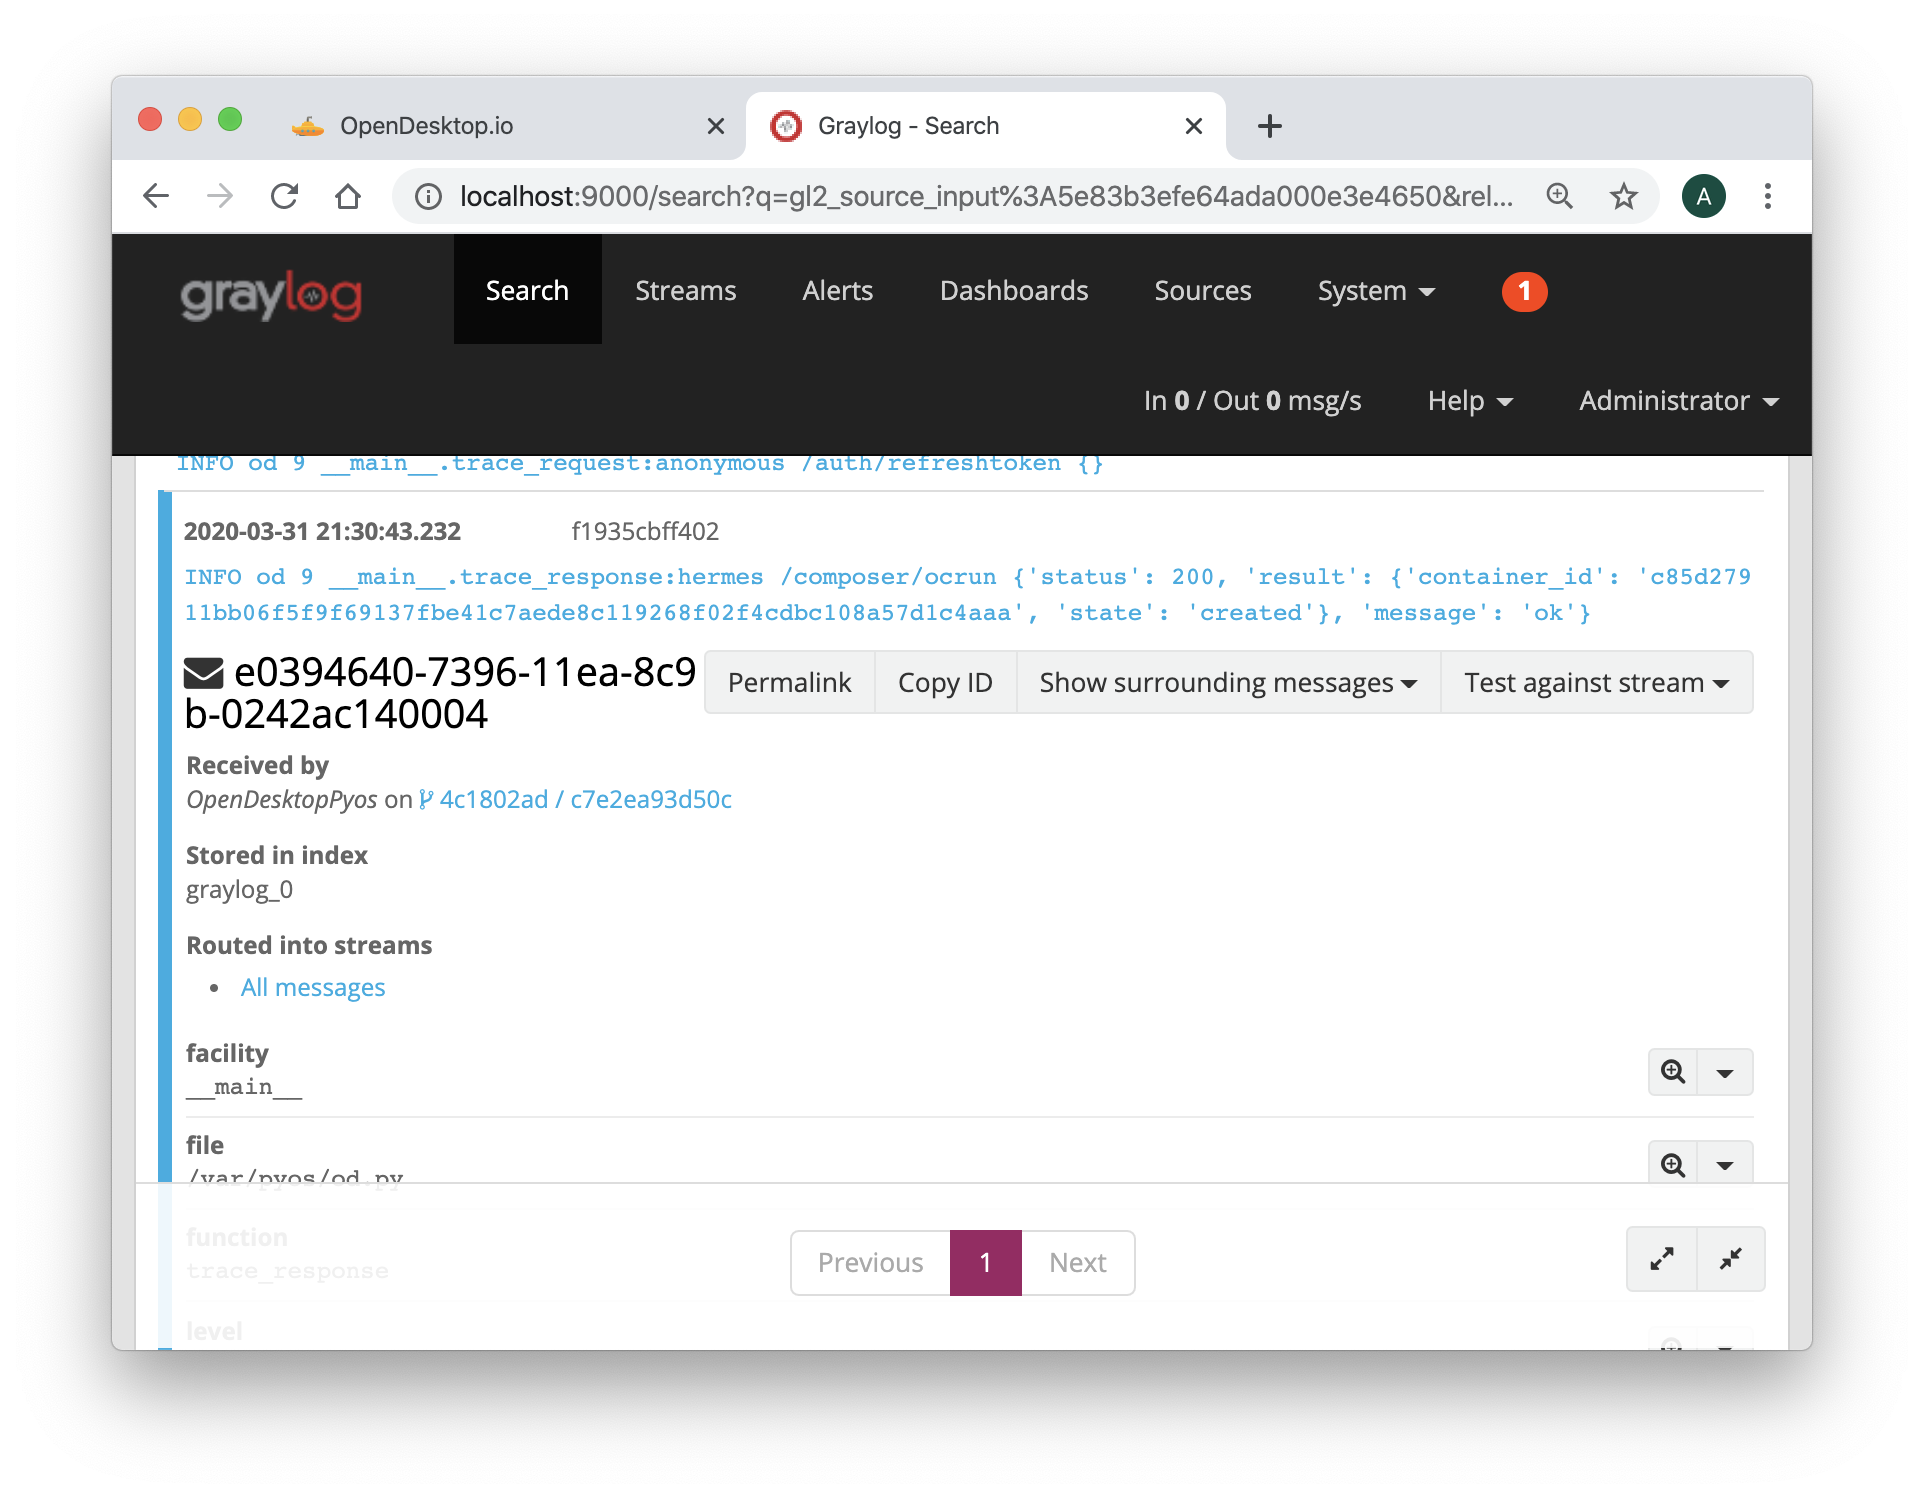 OpenDesktop.io
Graylog - Search
localhost:9000/search?q=gl2_source_input%3A5e83b3efe64ada000e3e4650&rel...
A
graylog
Search
Streams
Alerts
Dashboards
Sources
System
1
In 0 / Out 0 msg/s
Help
Administrator
INFO od 9 __main__.trace_request:anonymous /auth/refreshtoken {}
2020-03-31 21:30:43.232
f1935cbff402
INFO od 9 __main__.trace_response:hermes /composer/ocrun {'status': 200, 'result': {'container_id': 'c85d279
11bb06f5f9f69137fbe41c7aede8c119268f02f4cdbc108a57d1c4aaa', 'state': 'created'}, 'message': 'ok'}
e0394640-7396-11ea-8c9
b-0242ac140004
Permalink
Copy ID
Show surrounding messages
Test against stream
Received by
OpenDesktopPyos on 4c1802ad / c7e2ea93d50c
Stored in index
graylog_0
Routed into streams
• All messages
facility
__main__
file
/var/pyos/od.py
function
trace_response
Previous
1
Next
level